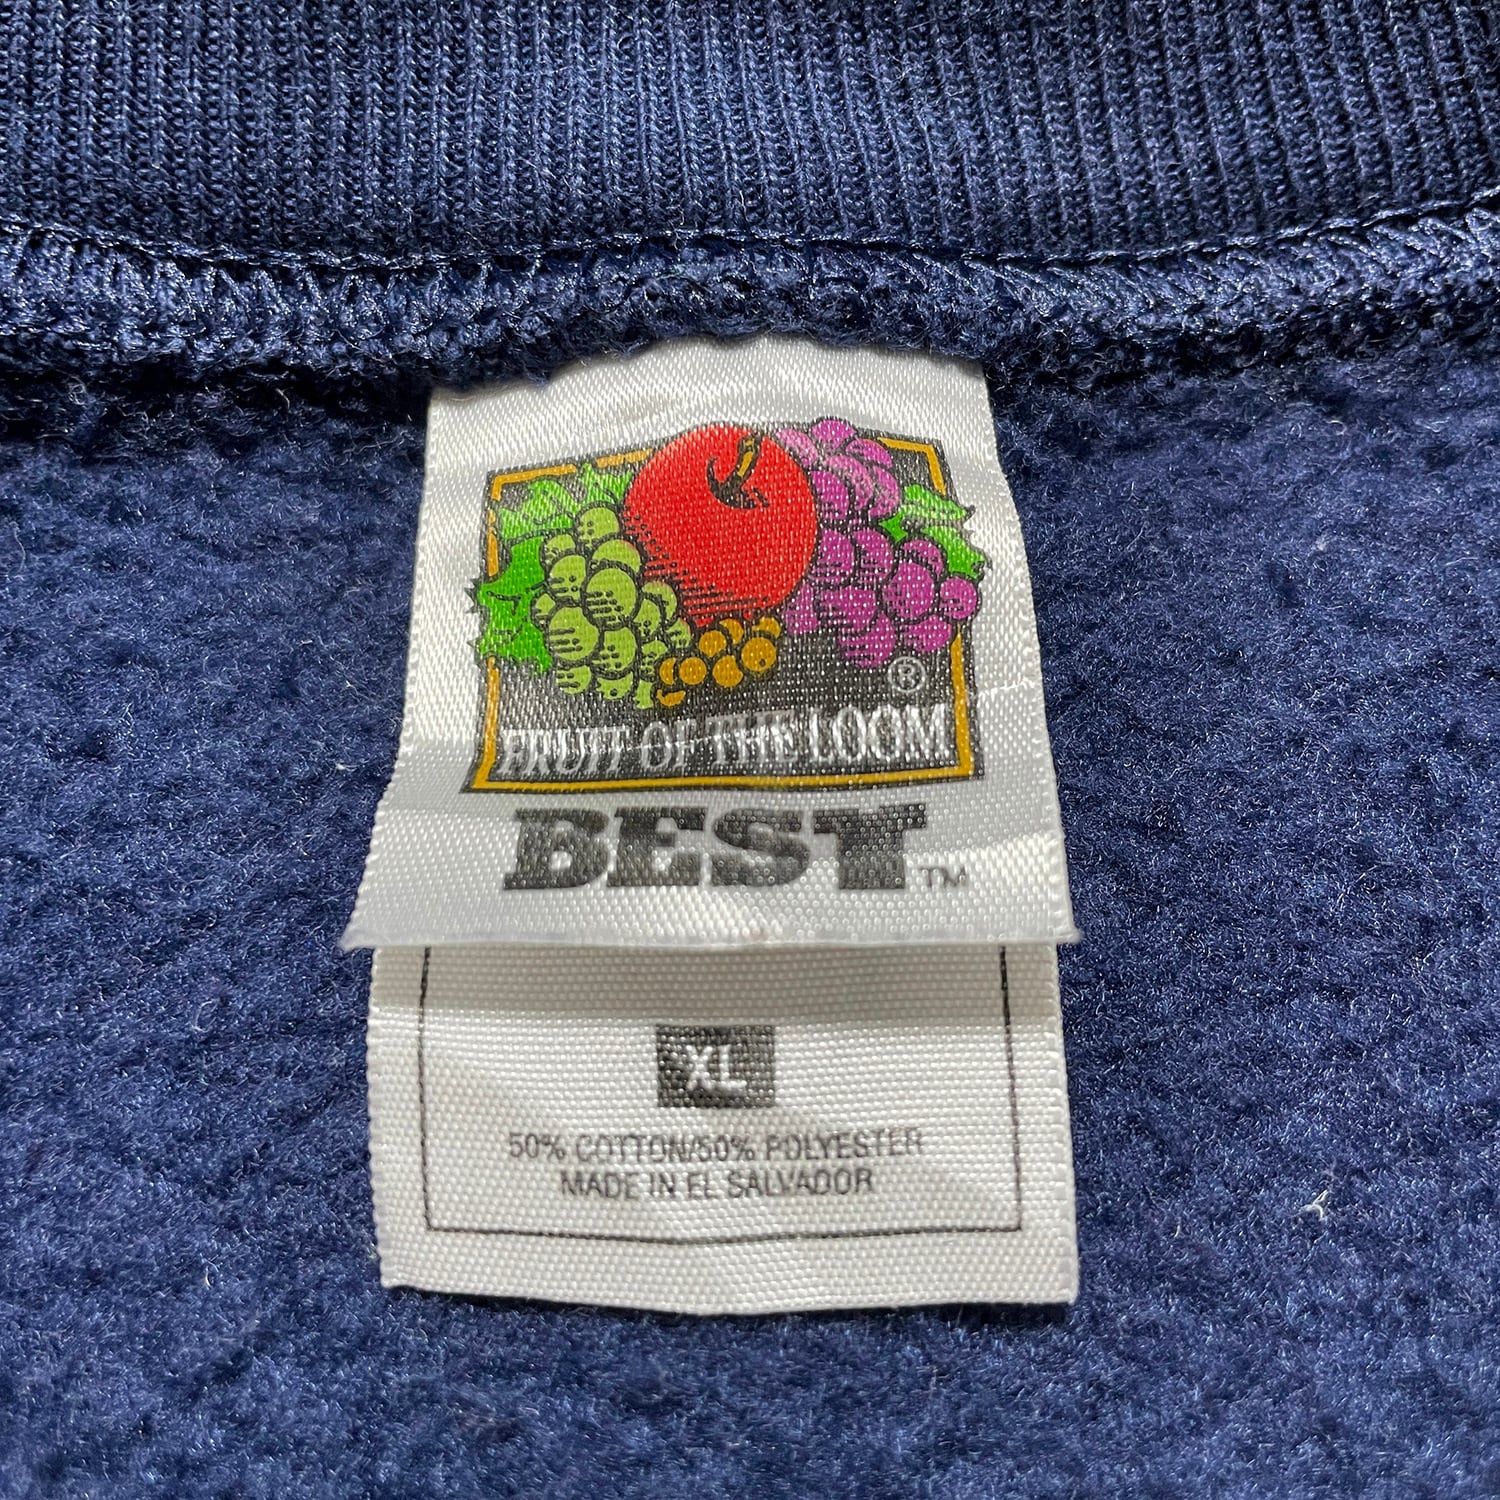 ®
FRUIT OF THE LOOM
BEST™
XL
50% COTTON/50% POLYESTER
MADE IN EL SALVADOR